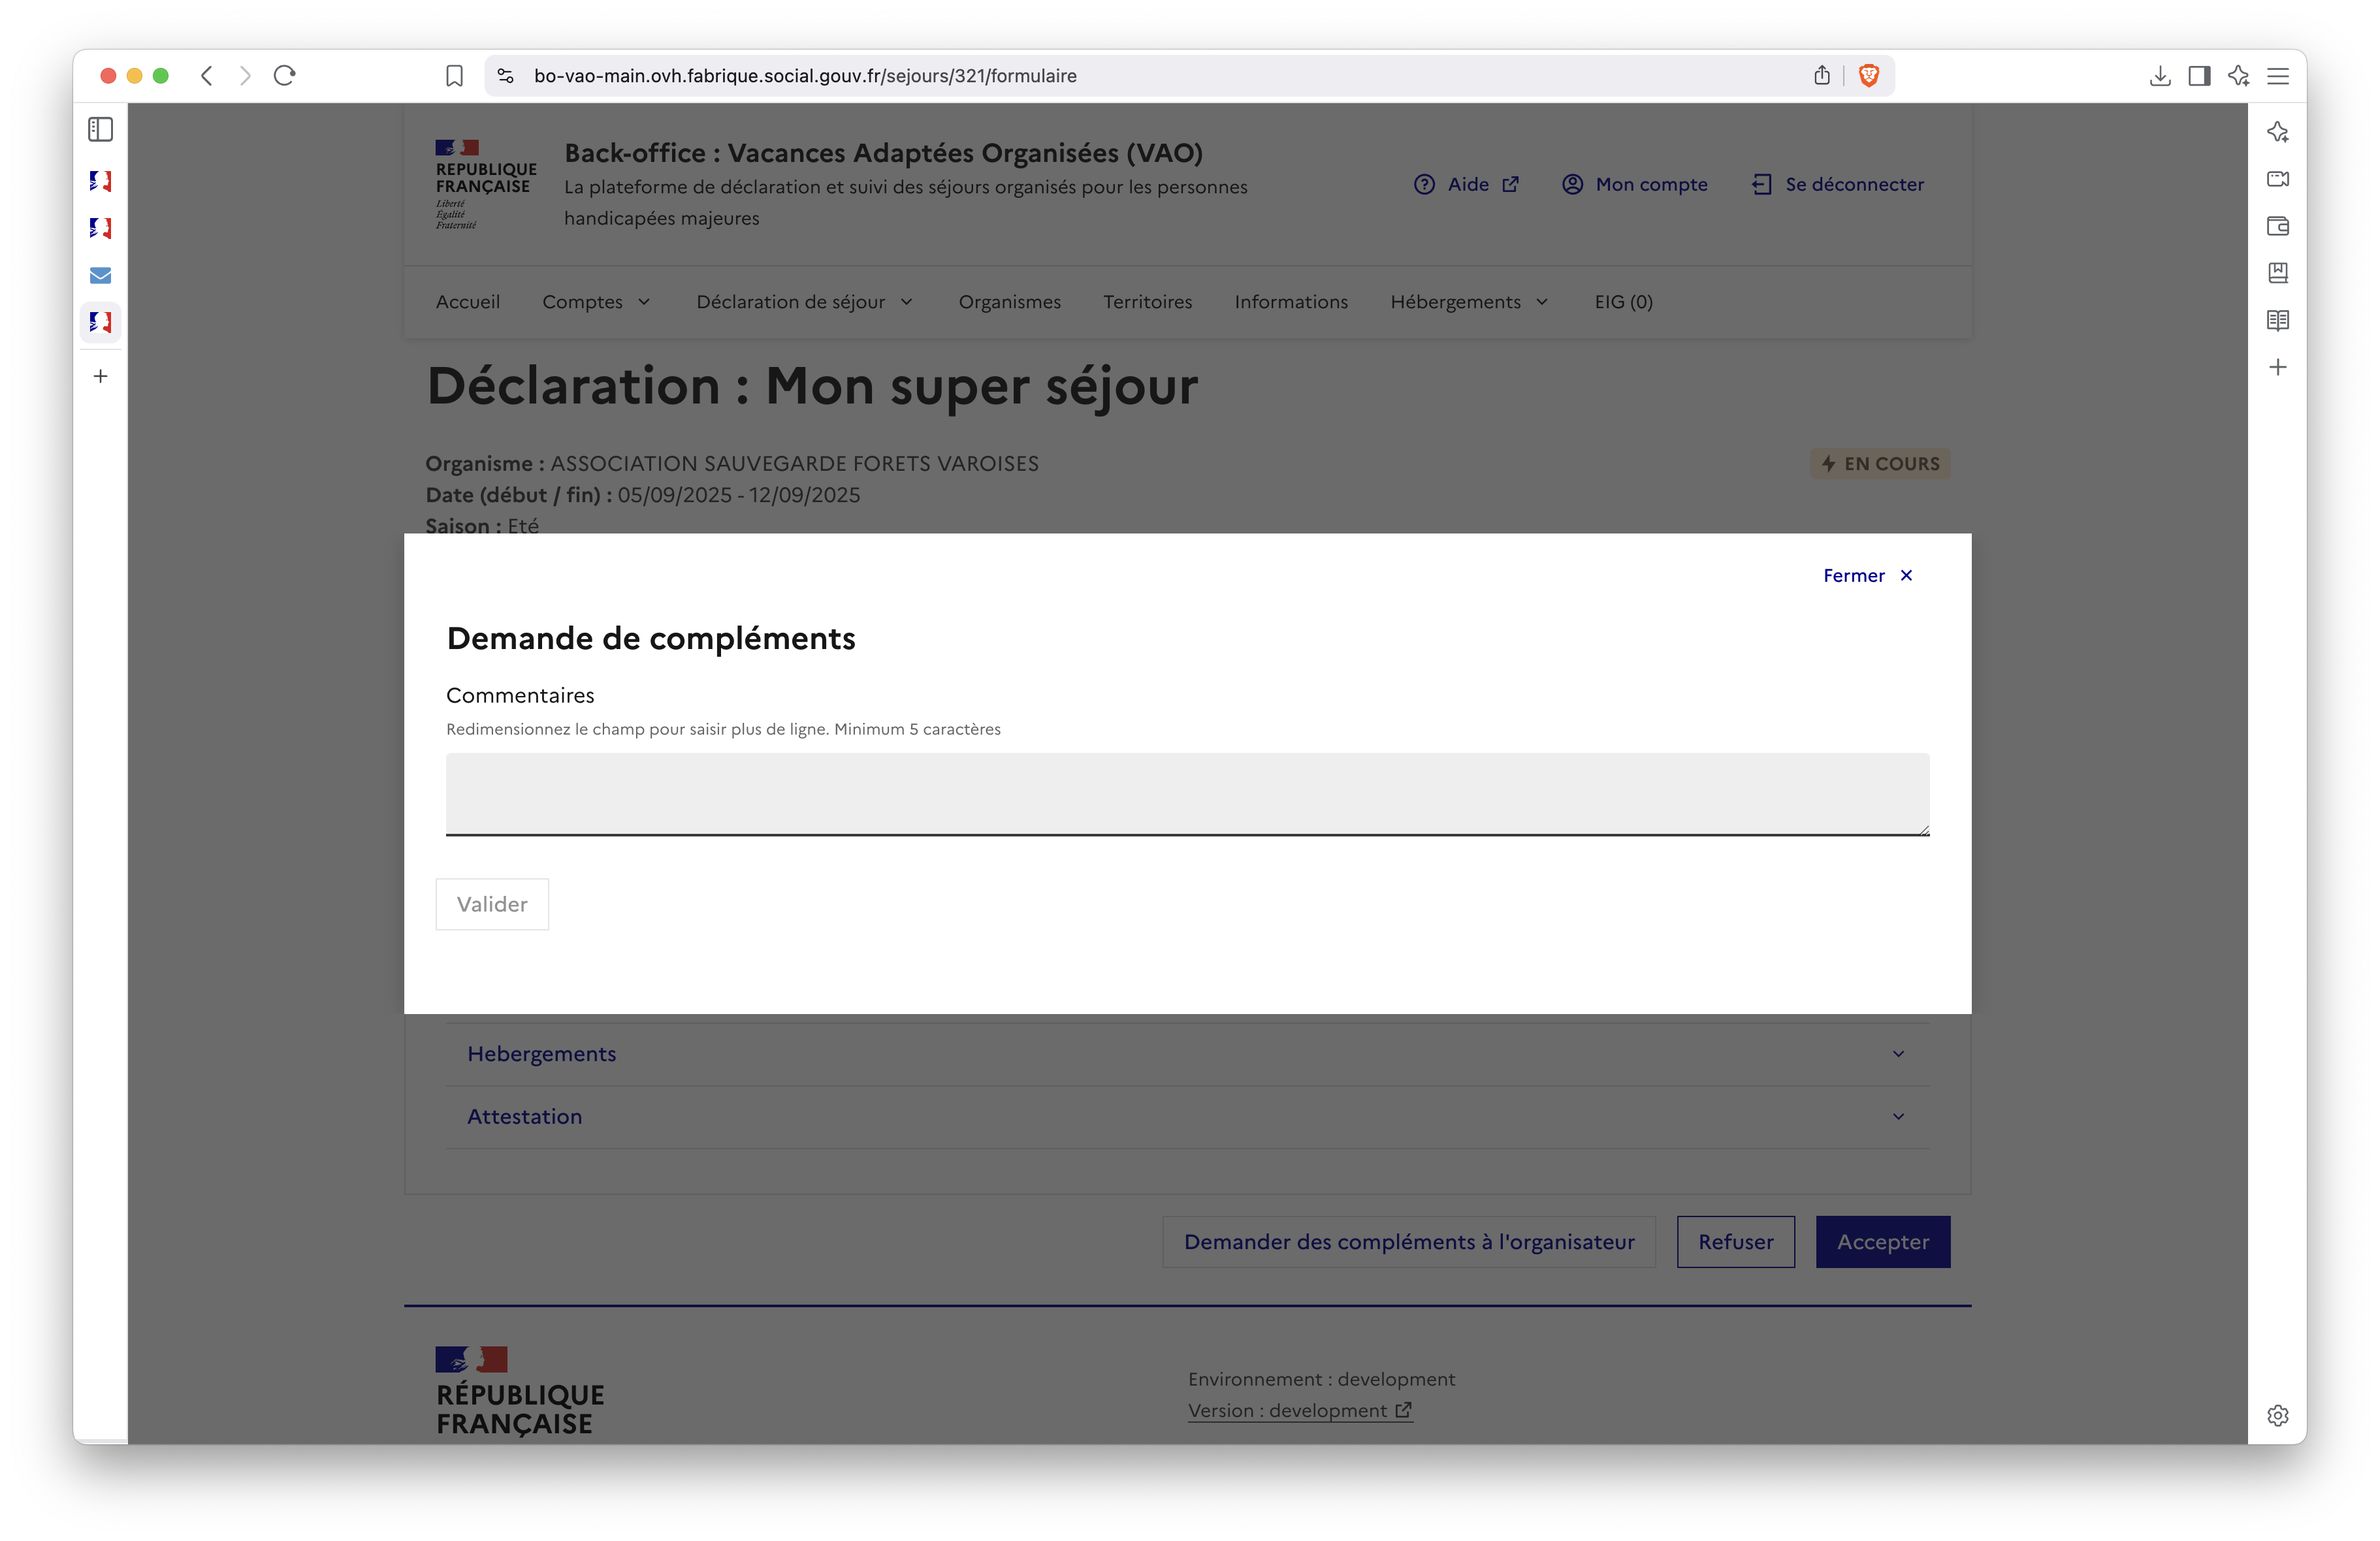 bo-vao-main.ovh.fabrique.social.gouv.fr/sejours/321/formulaire
RÉPUBLIQUE
FRANÇAISE
Liberté
Égalité
Fraternité
Back-office : Vacances Adaptées Organisées (VAO)
La plateforme de déclaration et suivi des séjours organisés pour les personnes
handicapées majeures
Aide
Mon compte
Se déconnecter
Accueil
Comptes
Déclaration de séjour
Organismes
Territoires
Informations
Hébergements
EIG (0)
Déclaration : Mon super séjour
Organisme : ASSOCIATION SAUVEGARDE FORETS VAROISES
EN COURS
Date (début / fin) : 05/09/2025 - 12/09/2025
Saison : Eté
Fermer
Demande de compléments
Commentaires
Redimensionnez le champ pour saisir plus de ligne. Minimum 5 caractères
Valider
Hebergements
Attestation
Demander des compléments à l'organisateur
Refuser
Accepter
RÉPUBLIQUE
FRANÇAISE
Environnement : development
Version : development